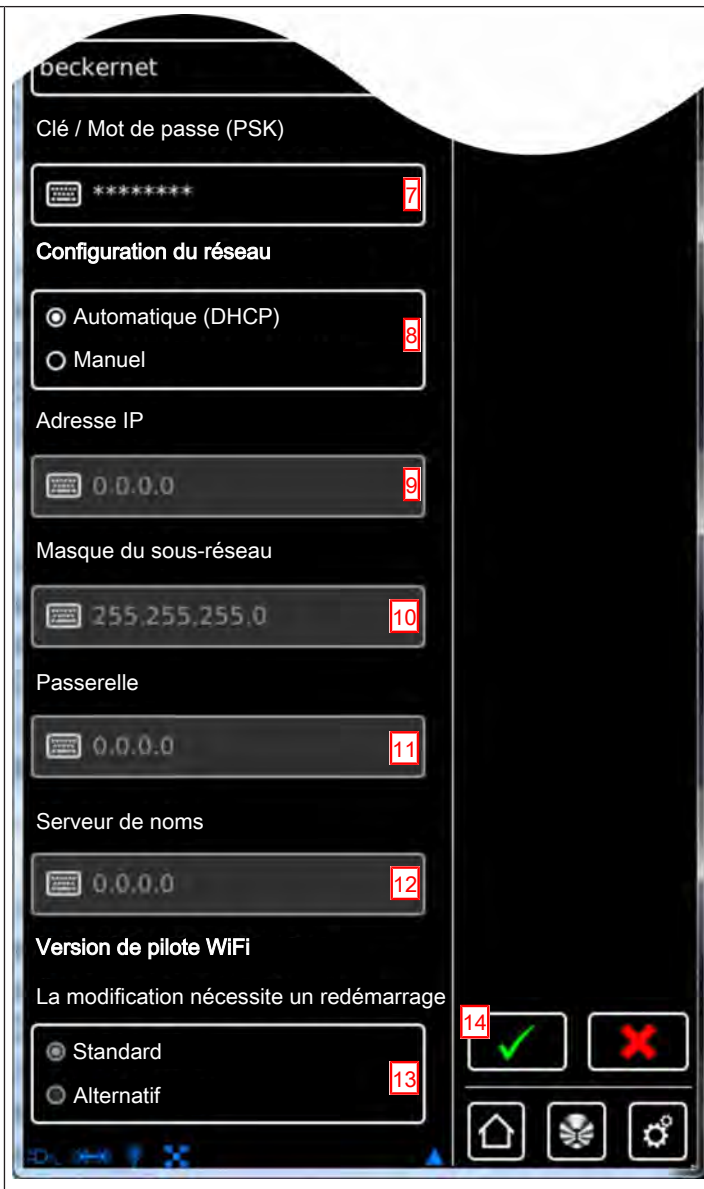 beckernet
Clé / Mot de passe (PSK)
******** 7
Configuration du réseau
Automatique (DHCP)
8
Manuel
Adresse IP
0.0.0.0 9
Masque du sous-réseau
255.255.255.0 10
Passerelle
0.0.0.0 11
Serveur de noms
0.0.0.0 12
Version de pilote WiFi
La modification nécessite un redémarrage
14
Standard
13
Alternatif